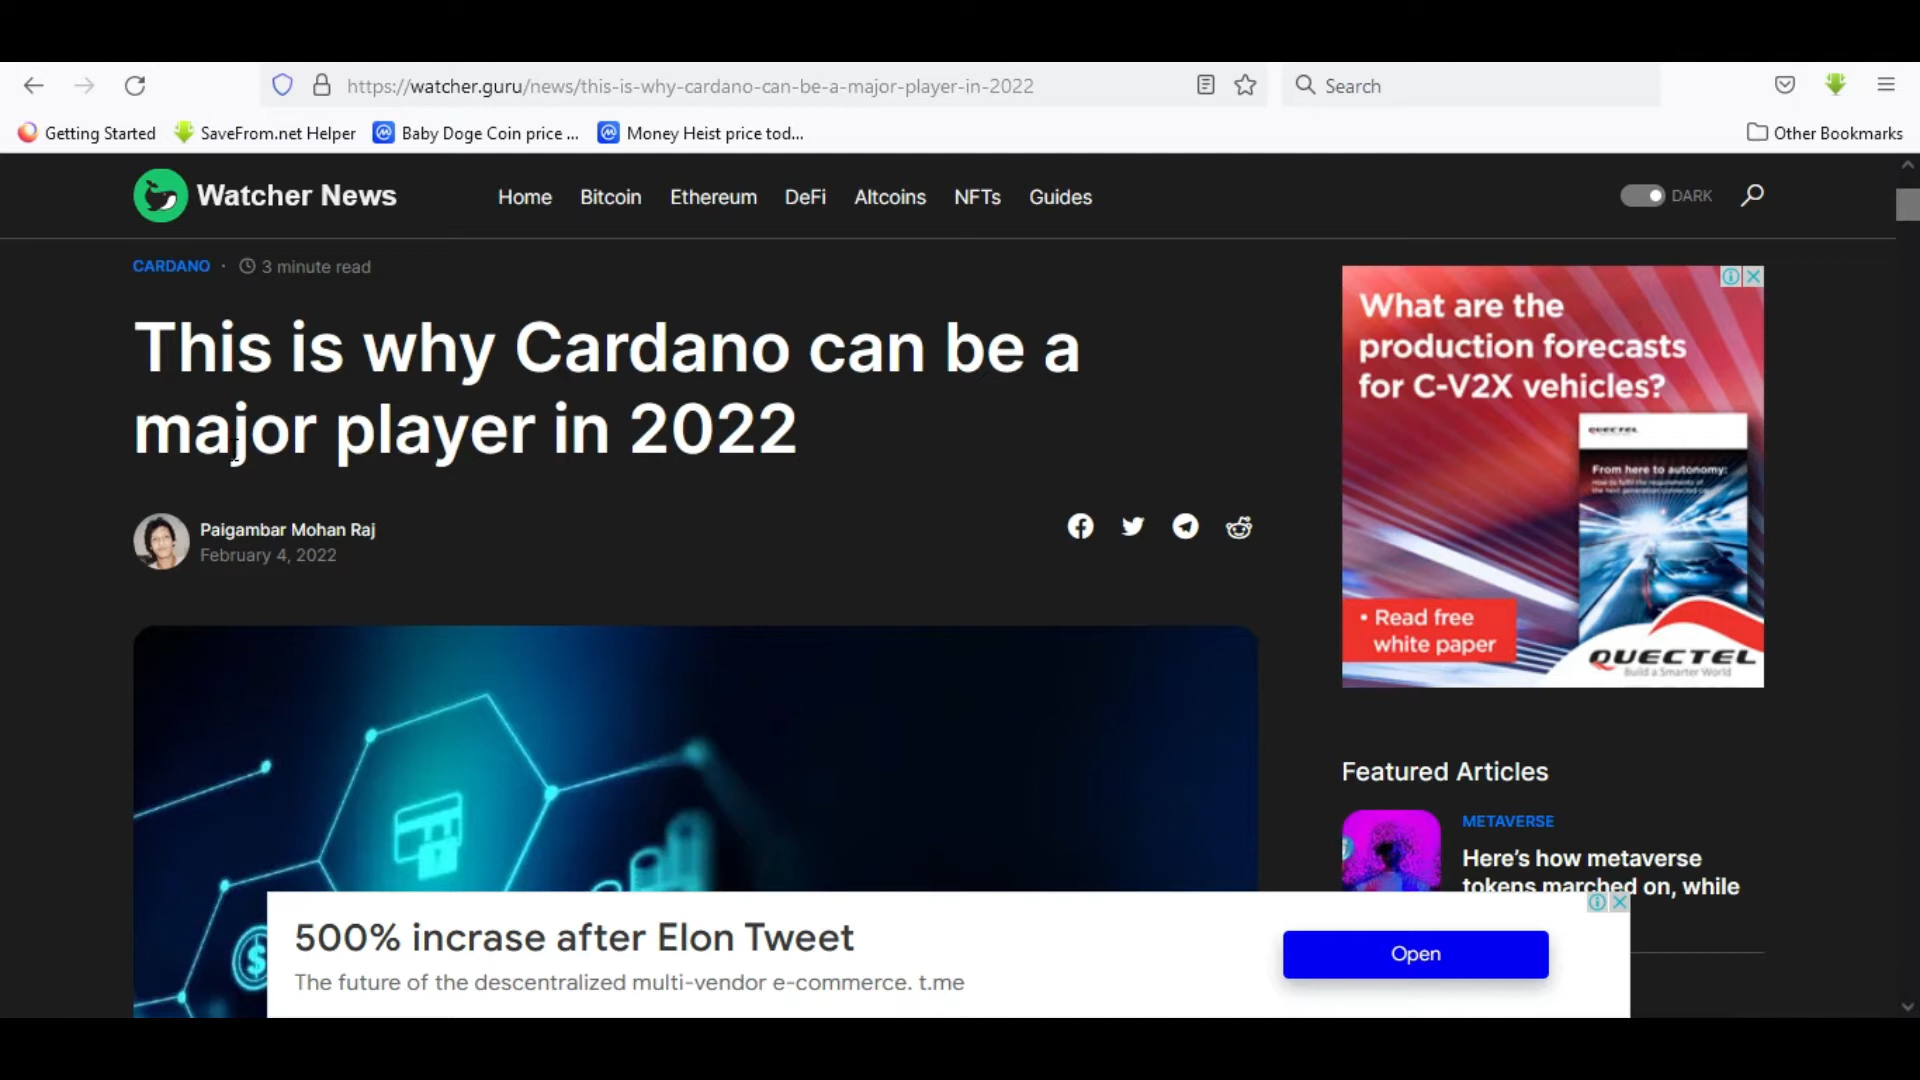 https://watcher.guru/news/this-is-why-cardano-can-be-a-major-player-in-2022
Search
Getting Started
SaveFrom.net Helper
Baby Doge Coin price ...
Money Heist price tod...
Other Bookmarks
Watcher News
Home
Bitcoin
Ethereum
DeFi
Altcoins
NFTs
Guides
DARK
CARDANO · 3 minute read
This is why Cardano can be a
major player in 2022
Paigambar Mohan Raj
February 4, 2022
What are the
production forecasts
for C-V2X vehicles?
QUECTEL
From here to autonomy:
• Read free
white paper
QUECTEL
Build a Smarter World
Featured Articles
METAVERSE
Here’s how metaverse
tokens marched on, while
500% incrase after Elon Tweet
The future of the descentralized multi-vendor e-commerce. t.me
Open